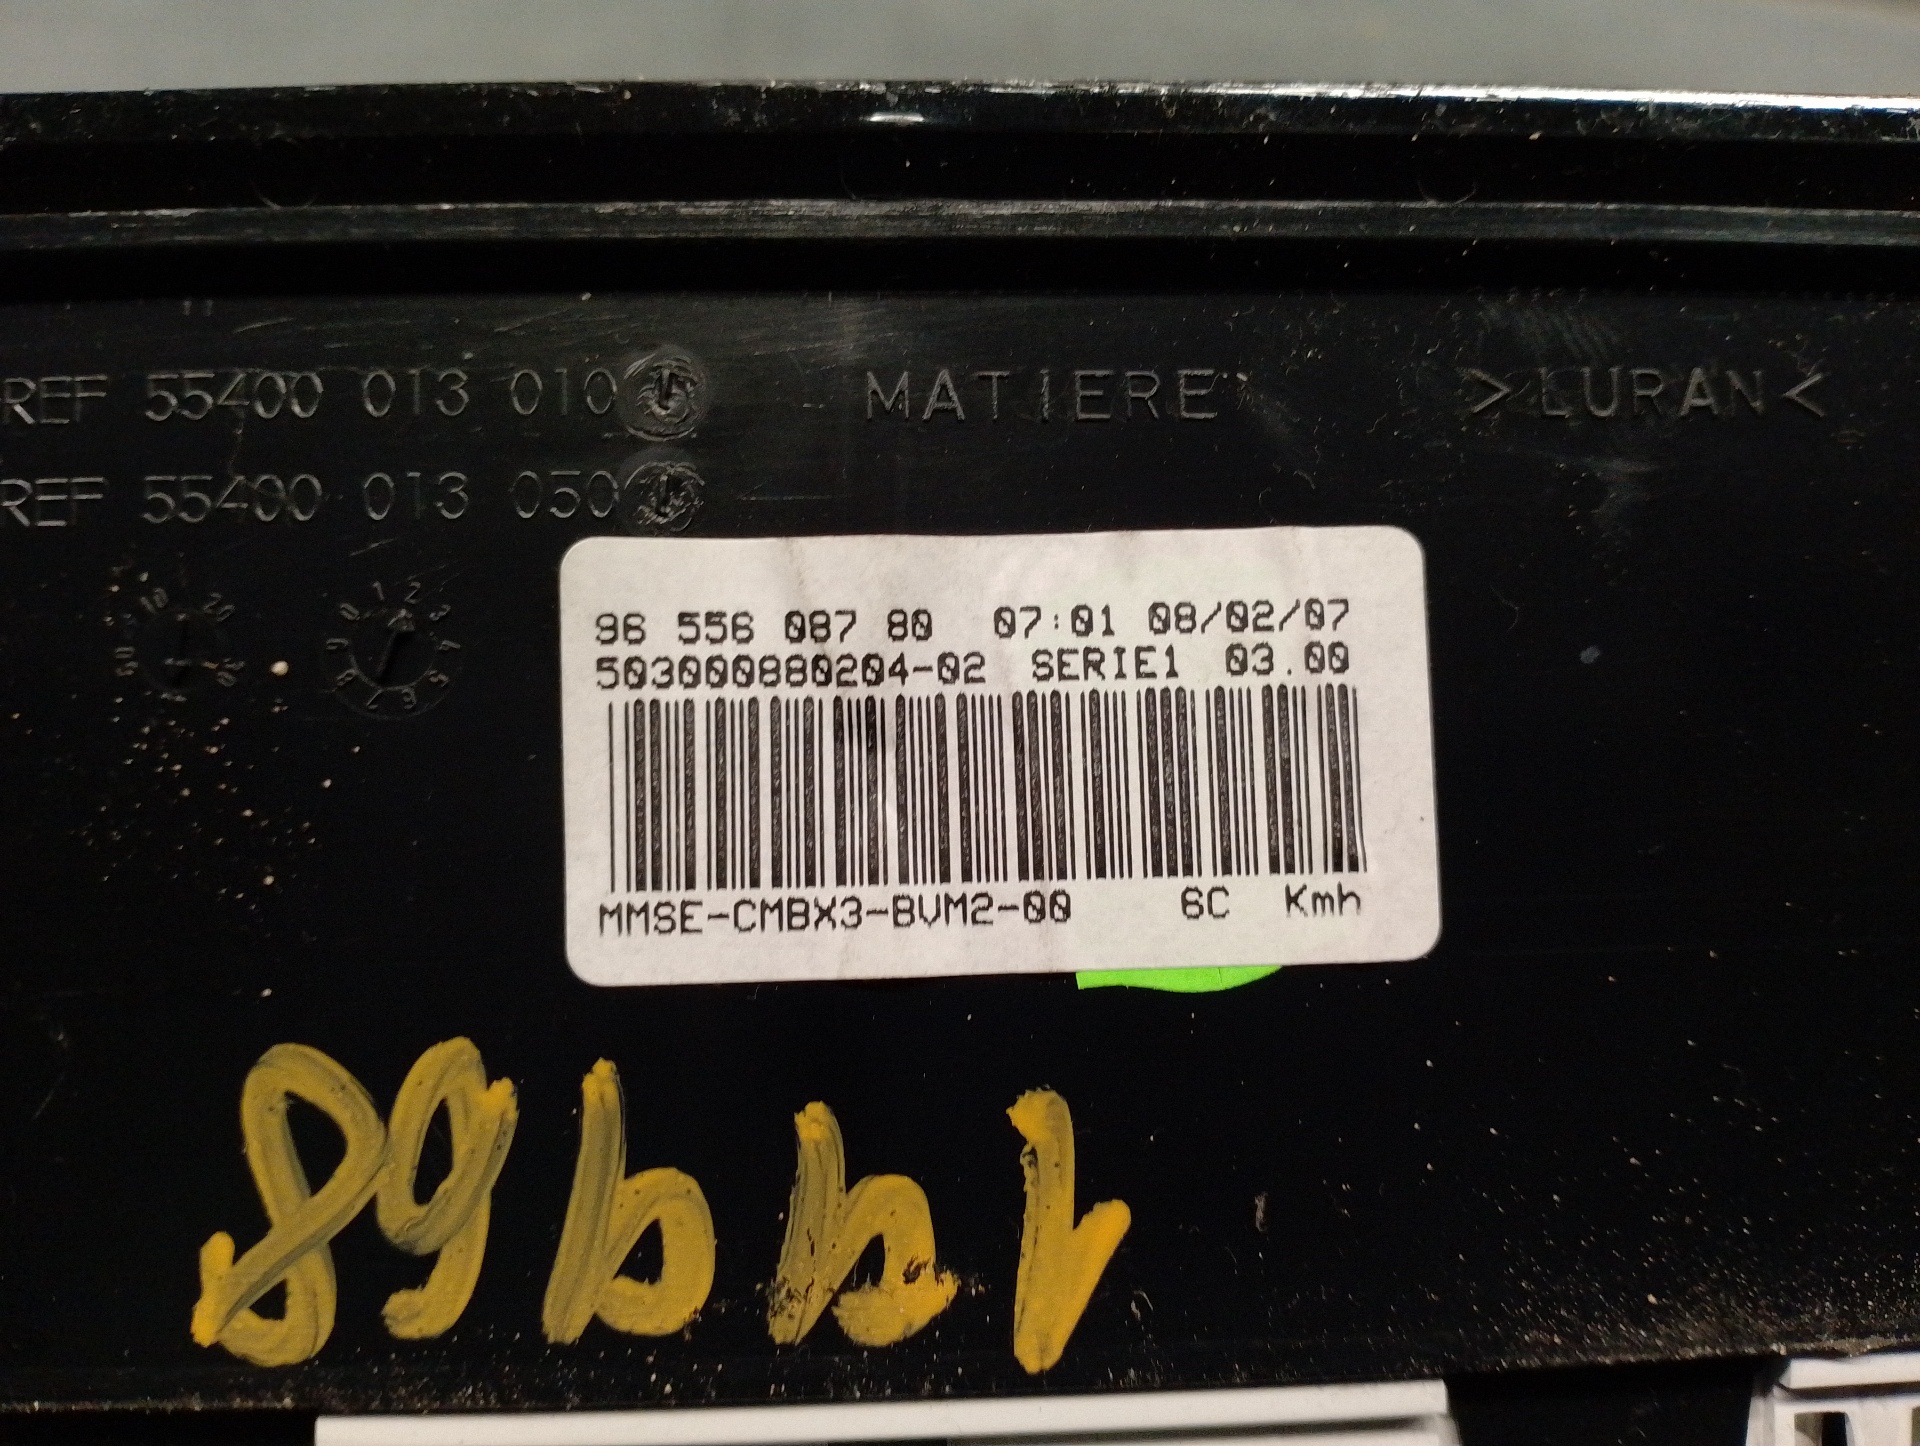 REF 55400 013 010
MATIERE >LURAN<
REF 55400 013 050
96 556 087 80 07:01 08/02/07
503000880204-02 SERIE1 03.00
MMSE-CMBX3-BVM2-00 6C Kmh
19968